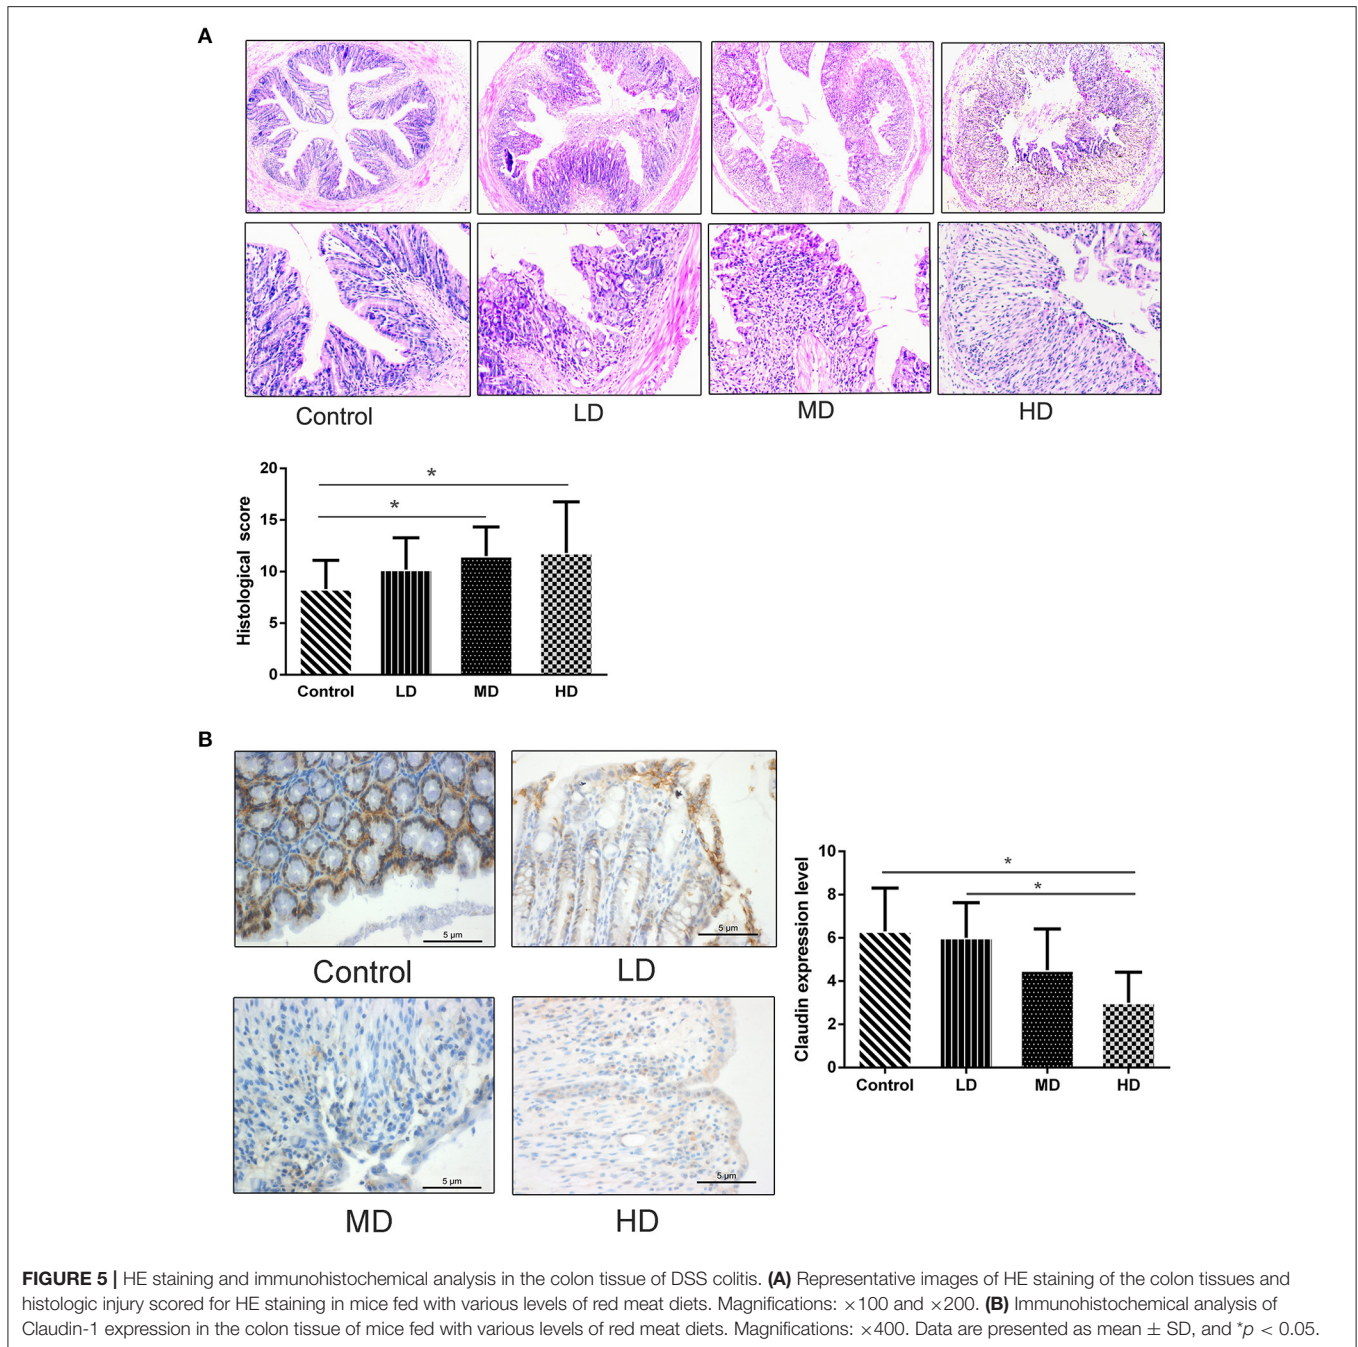 A
Control
LD
MD
HD
20
15
10
5
0
Histological score
*
*
Control
LD
MD
HD
B
5 µm
5 µm
Control
LD
5 µm
5 µm
MD
HD
10
8
6
4
2
0
Claudin expression level
*
*
Control
LD
MD
HD
FIGURE 5 | HE staining and immunohistochemical analysis in the colon tissue of DSS colitis. (A) Representative images of HE staining of the colon tissues and
histologic injury scored for HE staining in mice fed with various levels of red meat diets. Magnifications: ×100 and ×200. (B) Immunohistochemical analysis of
Claudin-1 expression in the colon tissue of mice fed with various levels of red meat diets. Magnifications: ×400. Data are presented as mean ± SD, and *p < 0.05.